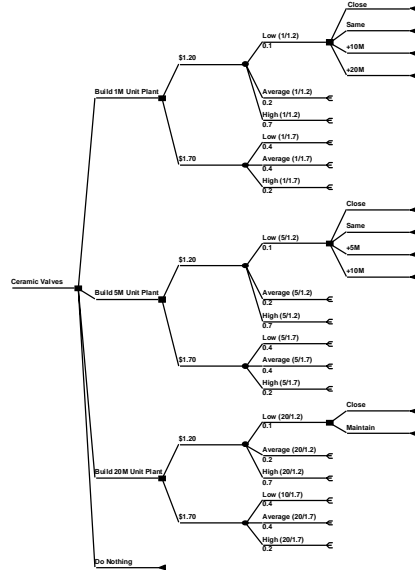 Close
Same
+10M
+20M
Low (1/1.2)
0.1
Average (1/1.2)
0.2
High (1/1.2)
0.7
$1.20
Build 1M Unit Plant
$1.70
Low (1/1.7)
0.4
Average (1/1.7)
0.4
High (1/1.7)
0.2
Close
Same
+5M
+10M
Low (5/1.2)
0.1
Average (5/1.2)
0.2
High (5/1.2)
0.7
$1.20
Ceramic Valves
Build 5M Unit Plant
$1.70
Low (5/1.7)
0.4
Average (5/1.7)
0.4
High (5/1.7)
0.2
Close
Maintain
Low (20/1.2)
0.1
Average (20/1.2)
0.2
High (20/1.2)
0.7
$1.20
Build 20M Unit Plant
$1.70
Low (10/1.7)
0.4
Average (20/1.7)
0.4
High (20/1.7)
0.2
Do Nothing